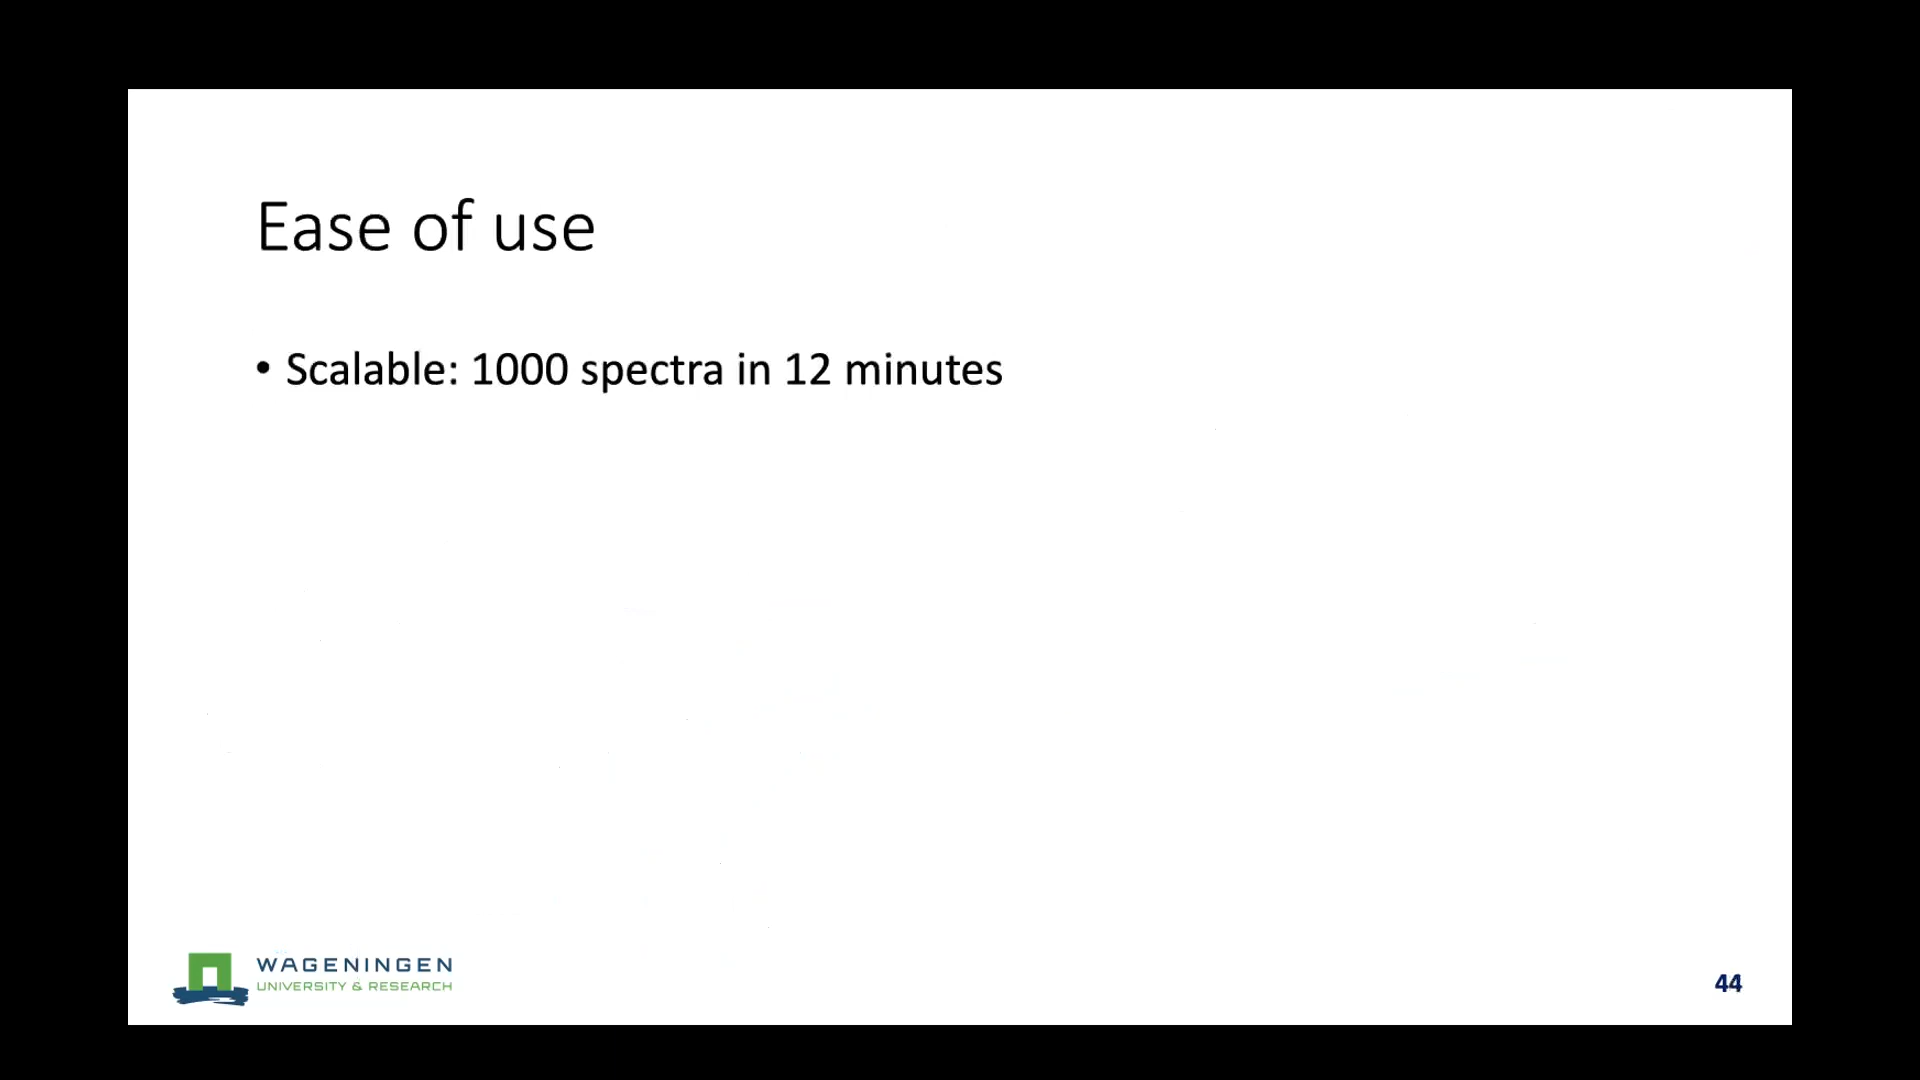 Ease of use
• Scalable: 1000 spectra in 12 minutes
WAGENINGEN
UNIVERSITY & RESEARCH
44